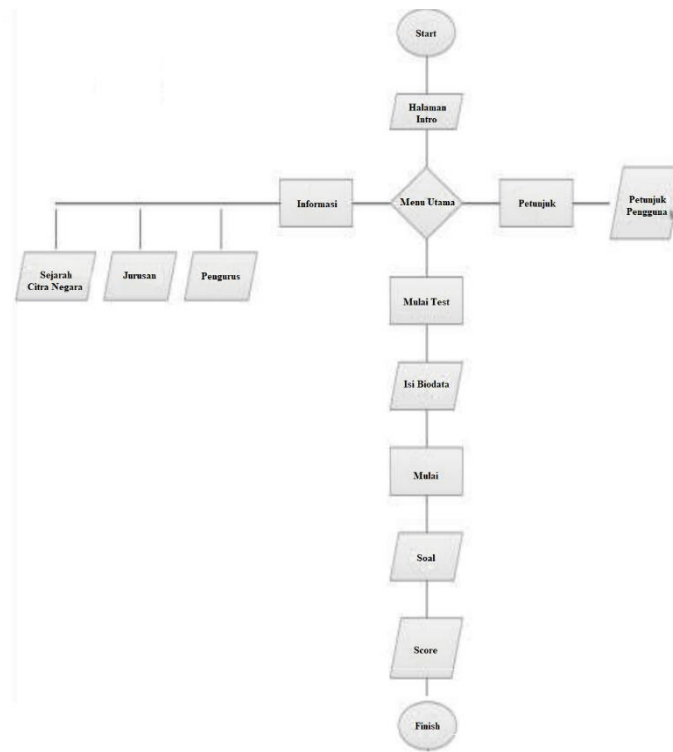 Start
Halaman
Intro
Informasi
Menu Utama
Petunjuk
Petunjuk
Pengguna
Sejarah
Citra Negara
Jurusan
Pengurus
Mulai Test
Isi Biodata
Mulai
Soal
Score
Finish